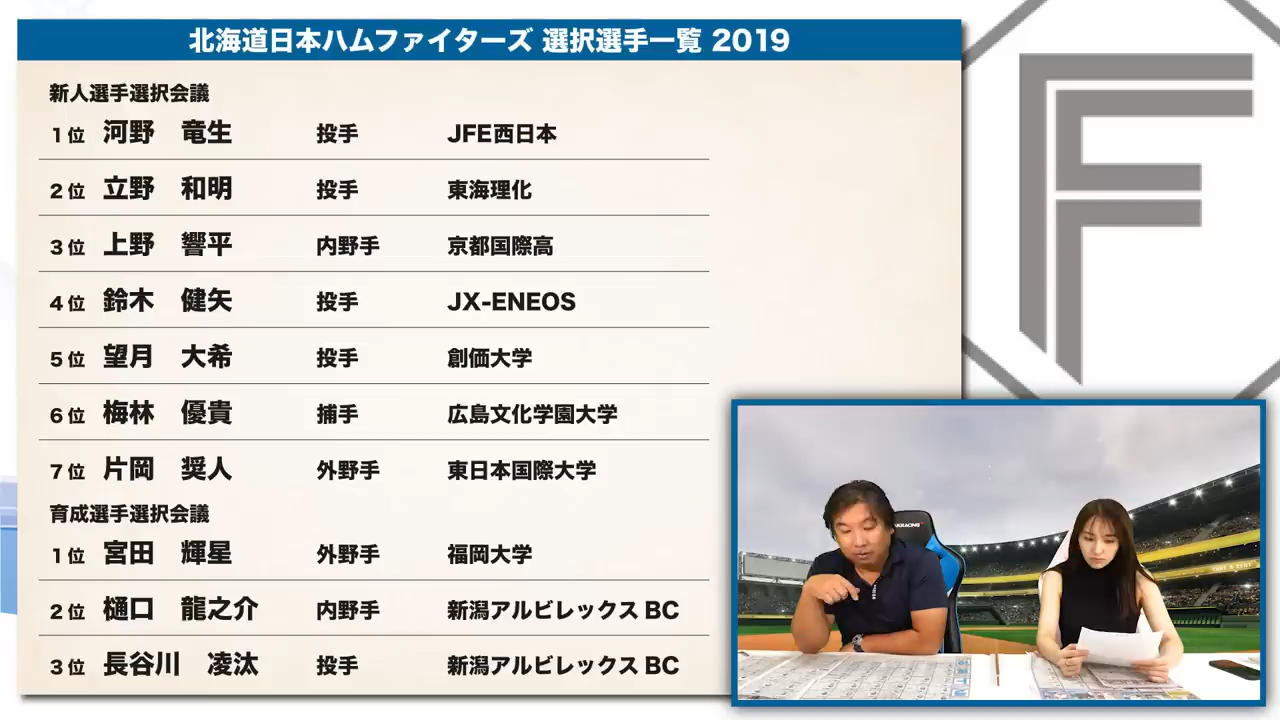 北海道日本ハムファイターズ 選択選手一覧 2019
新人選手選択会議
1位 河野 竜生 投手 JFE西日本
2位 立野 和明 投手 東海理化
3位 上野 響平 内野手 京都国際高
4位 鈴木 健矢 投手 JX-ENEOS
5位 望月 大希 投手 創価大学
6位 梅林 優貴 捕手 広島文化学園大学
7位 片岡 奨人 外野手 東日本国際大学
育成選手選択会議
1位 宮田 輝星 外野手 福岡大学
2位 樋口 龍之介 内野手 新潟アルビレックスBC
3位 長谷川 凌汰 投手 新潟アルビレックスBC